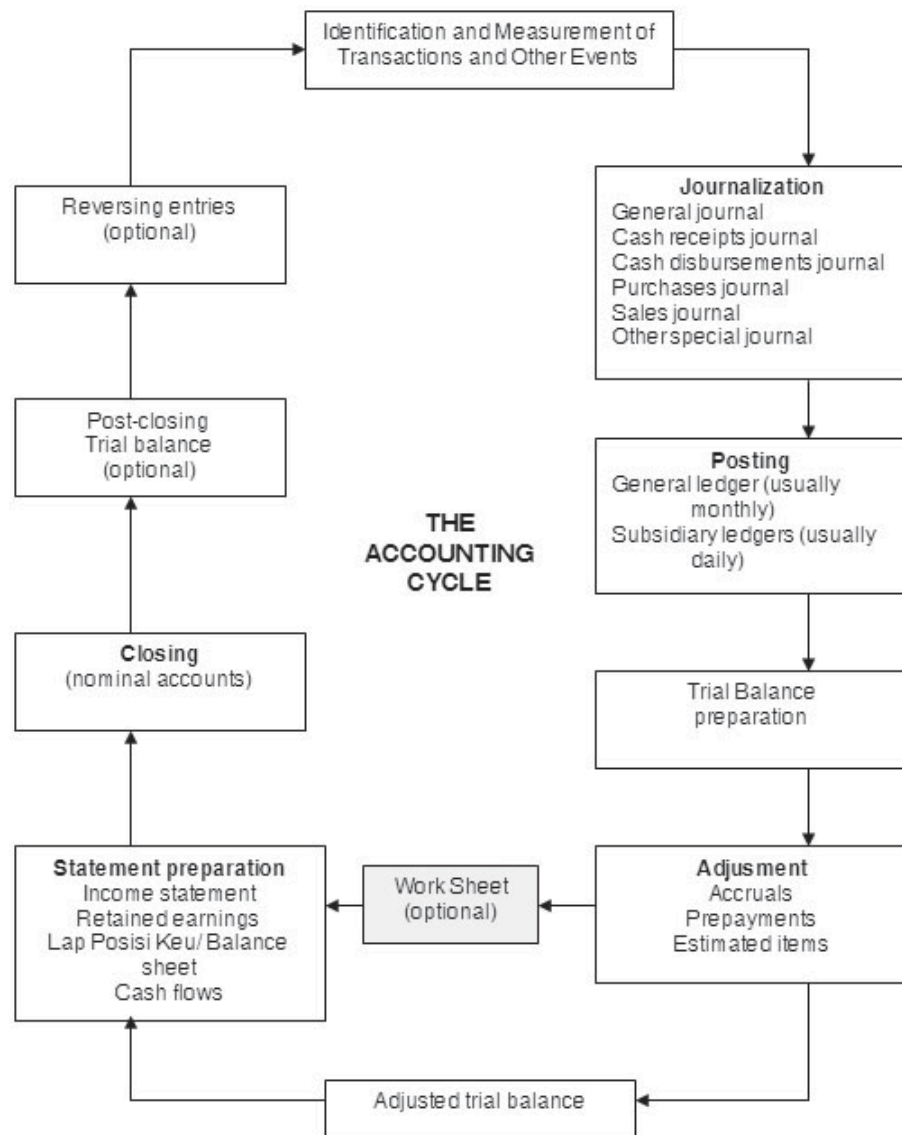 Identification and Measurement of
Transactions and Other Events
Journalization
General journal
Cash receipts journal
Cash disbursements journal
Purchases journal
Sales journal
Other special journal
Posting
General ledger (usually
monthly)
Subsidiary ledgers (usually
daily)
Trial Balance
preparation
Adjusment
Accruals
Prepayments
Estimated items
Work Sheet
(optional)
Adjusted trial balance
Statement preparation
Income statement
Retained earnings
Lap Posisi Keu/ Balance
sheet
Cash flows
Closing
(nominal accounts)
Post-closing
Trial balance
(optional)
Reversing entries
(optional)
THE
ACCOUNTING
CYCLE